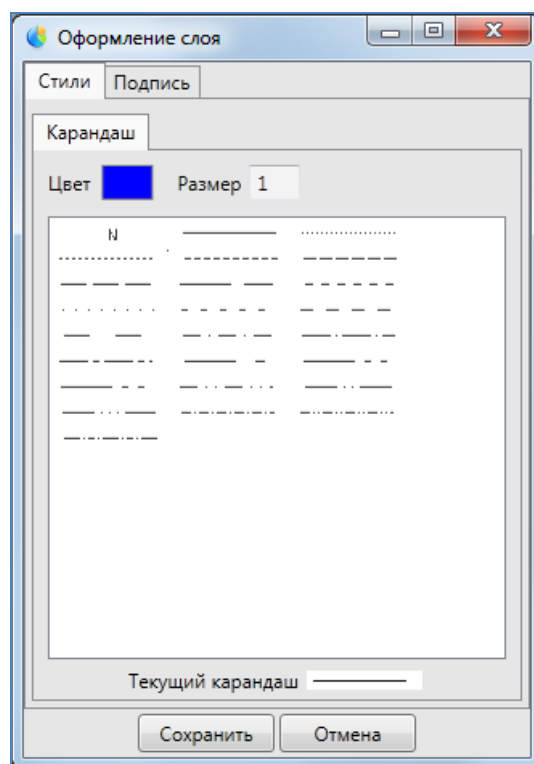 Оформление слоя
Стили Подпись
Карандаш
Цвет Размер 1
N
Текущий карандаш
Сохранить Отмена